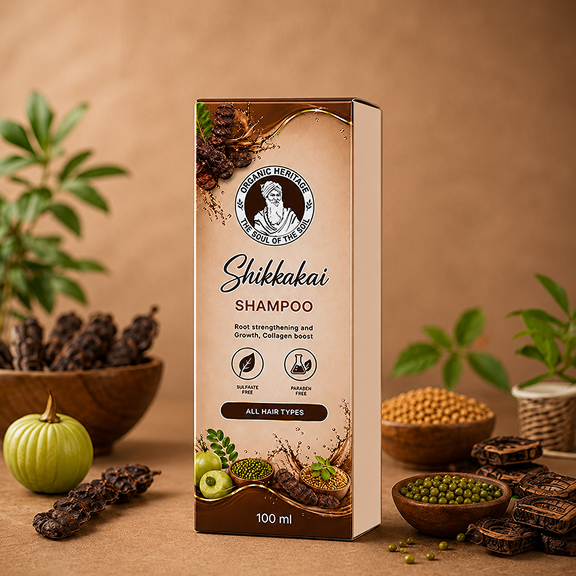 ORGANIC HERITAGE
THE SOUL OF THE SOIL
Shikkakai
SHAMPOO
Root strengthening and
Growth, Collagen boost
SULFAATE
FREE
PARABEN
FREE
ALL HAIR TYPES
100 ml